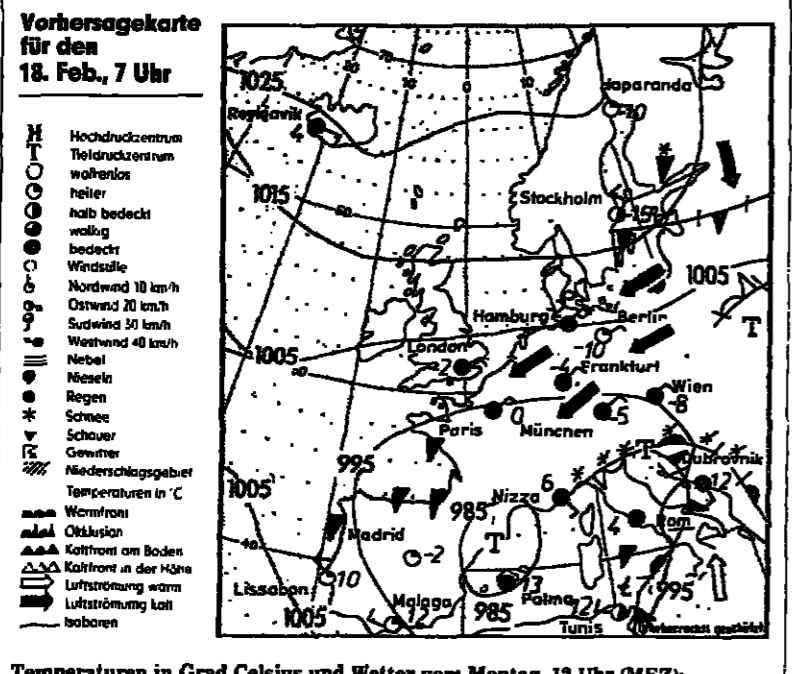 Vorhersagekarte
für den
18. Feb., 7 Uhr
H Hochdruckzentrum
T Tiefdruckzentrum
wolkenlos
heiter
halb bedeckt
wolkig
bedeckt
Windstille
Nordwind 10 km/h
Ostwind 20 km/h
Südwind 30 km/h
Westwind 40 km/h
Nebel
Nieseln
Regen
Schnee
Schauer
Gewitter
Niederschlagsgebiet
Temperaturen in °C
Warmfront
Okklusion
Kaltfront am Boden
Kaltfront in der Höhe
Luftströmung warm
Luftströmung kalt
Isobaren
1025
Japaranda
Reykjavik
4
1015
Stockholm
1005
Hamburg
Berlin
T
-10
1005
London
2
-4
Frankfurt
Wien
-8
Paris
0
München
-5
995
T
Dubrovnik
12
1005
6
Nizza
985
4
Rom
Madrid
T
-2
Lissabon
10
13
Palma
995
1005
Malaga
12
985
12
Tunis
Temperaturen in Grad Celsius und Wetter vom Montag, 13 Uhr (MEZ):